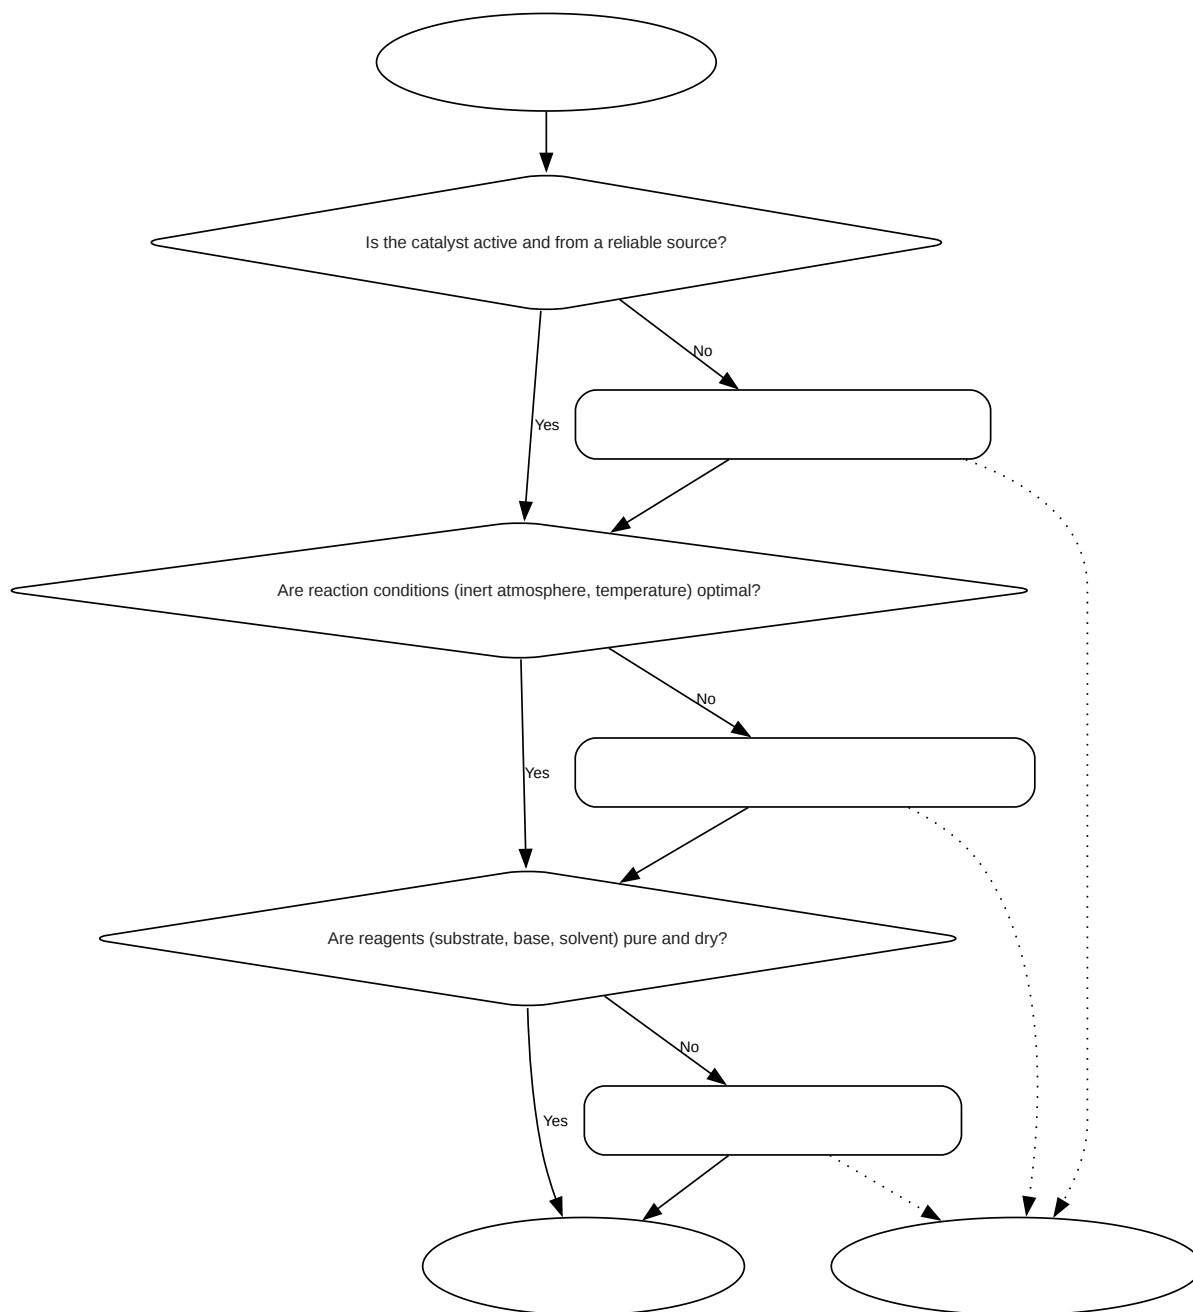 Is the catalyst active and from a reliable source?
No
Yes
Are reaction conditions (inert atmosphere, temperature) optimal?
No
Yes
Are reagents (substrate, base, solvent) pure and dry?
No
Yes